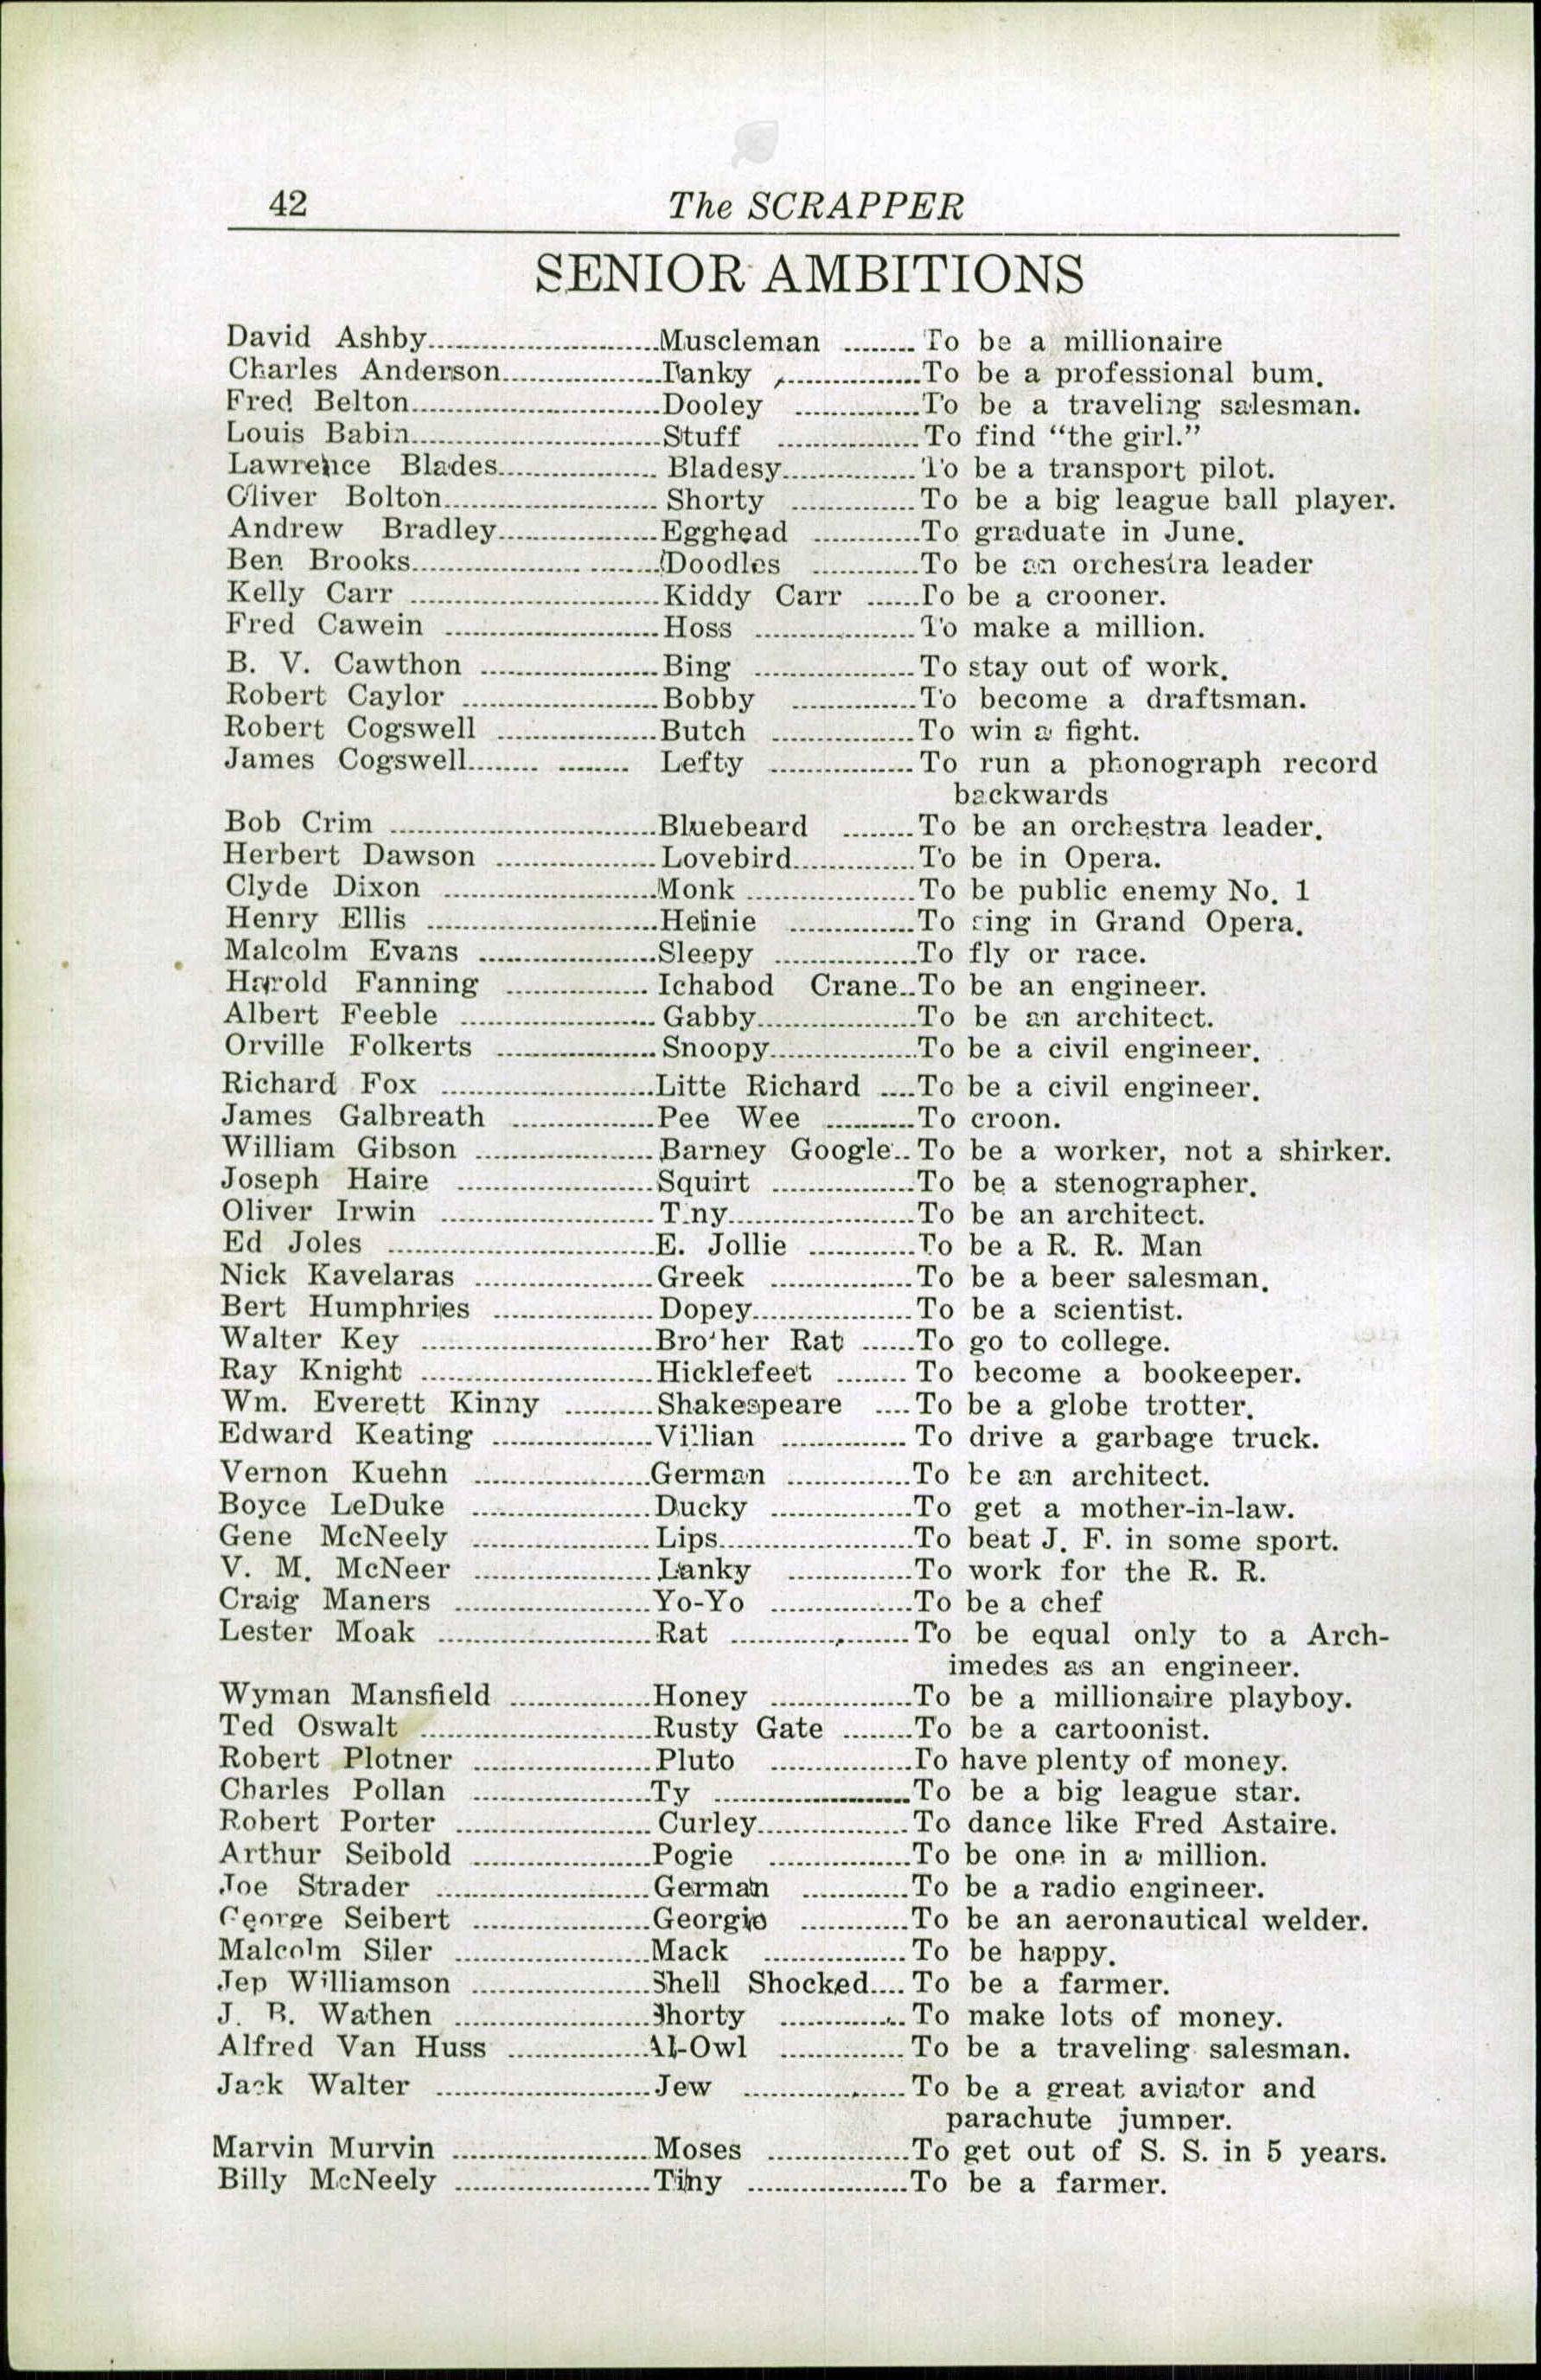 42 The SCRAPPER
SENIOR AMBITIONS
David Ashby Muscleman To be a millionaire
Charles Anderson To be a professional bum.
Fred Belton Dooley To be a traveling salesman.
Louis Babin Stuff To find “the girl.”
Lawrence Blades Bladesy To be a transport pilot.
Oliver Bolton Shorty To be a big league ball player.
Andrew Bradley Egghead To graduate in June.
Ben Brooks Doodles To be an orchestra leader
Kelly Carr Kiddy Carr To be a crooner.
Fred Cawein Hoss To make a million.
B. V. Cawthon Bing To stay out of work.
Robert Caylor Bobby To become a draftsman.
Robert Cogswell Butch To win a fight.
James Cogswell Lefty To run a phonograph record
backwards
Bob Crim Bluebeard To be an orchestra leader.
Herbert Dawson Lovebird To be in Opera.
Clyde Dixon Monk To be public enemy No. 1
Henry Ellis Heinie To sing in Grand Opera.
Malcolm Evans Sleepy To fly or race.
Harold Fanning Ichabod Crane To be an engineer.
Albert Feeble Gabby To be an architect.
Orville Folkerts Snoopy To be a civil engineer.
Richard Fox Litte Richard To be a civil engineer.
James Galbreath Pee Wee To croon.
William Gibson Barney Google To be a worker, not a shirker.
Joseph Haire Squirt To be a stenographer.
Oliver Irwin Tiny To be an architect.
Ed Joles E. Jollie To be a R. R. Man
Nick Kavelaras Greek To be a beer salesman.
Bert Humphries Dopey To be a scientist.
Walter Key Brother Rat To go to college.
Ray Knight Hicklefeet To become a bookeeper.
Wm. Everett Kinny Shakespeare To be a globe trotter.
Edward Keating Villian To drive a garbage truck.
Vernon Kuehn German To be an architect.
Boyce LeDuke Ducky To get a mother-in-law.
Gene McNeely Lips To beat J. F. in some sport.
V. M. McNeer Lanky To work for the R. R.
Craig Maners Yo-Yo To be a chef
Lester Moak Rat To be equal only to a Arch-
imedes as an engineer.
Wyman Mansfield Honey To be a millionaire playboy.
Ted Oswalt Rusty Gate To be a cartoonist.
Robert Plotner Pluto To have plenty of money.
Charles Pollan Ty To be a big league star.
Robert Porter Curley To dance like Fred Astaire.
Arthur Seibold Pogie To be one in a million.
Joe Strader German To be a radio engineer.
George Seibert Georgie To be an aeronautical welder.
Malcolm Siler Mack To be happy.
Jep Williamson Shell Shocked To be a farmer.
J. B. Wathen Shorty To make lots of money.
Alfred Van Huss Al-Owl To be a traveling salesman.
Jack Walter Jew To be a great aviator and
parachute jumper.
Marvin Murvin Moses To get out of S. S. in 5 years.
Billy McNeely Tiny To be a farmer.